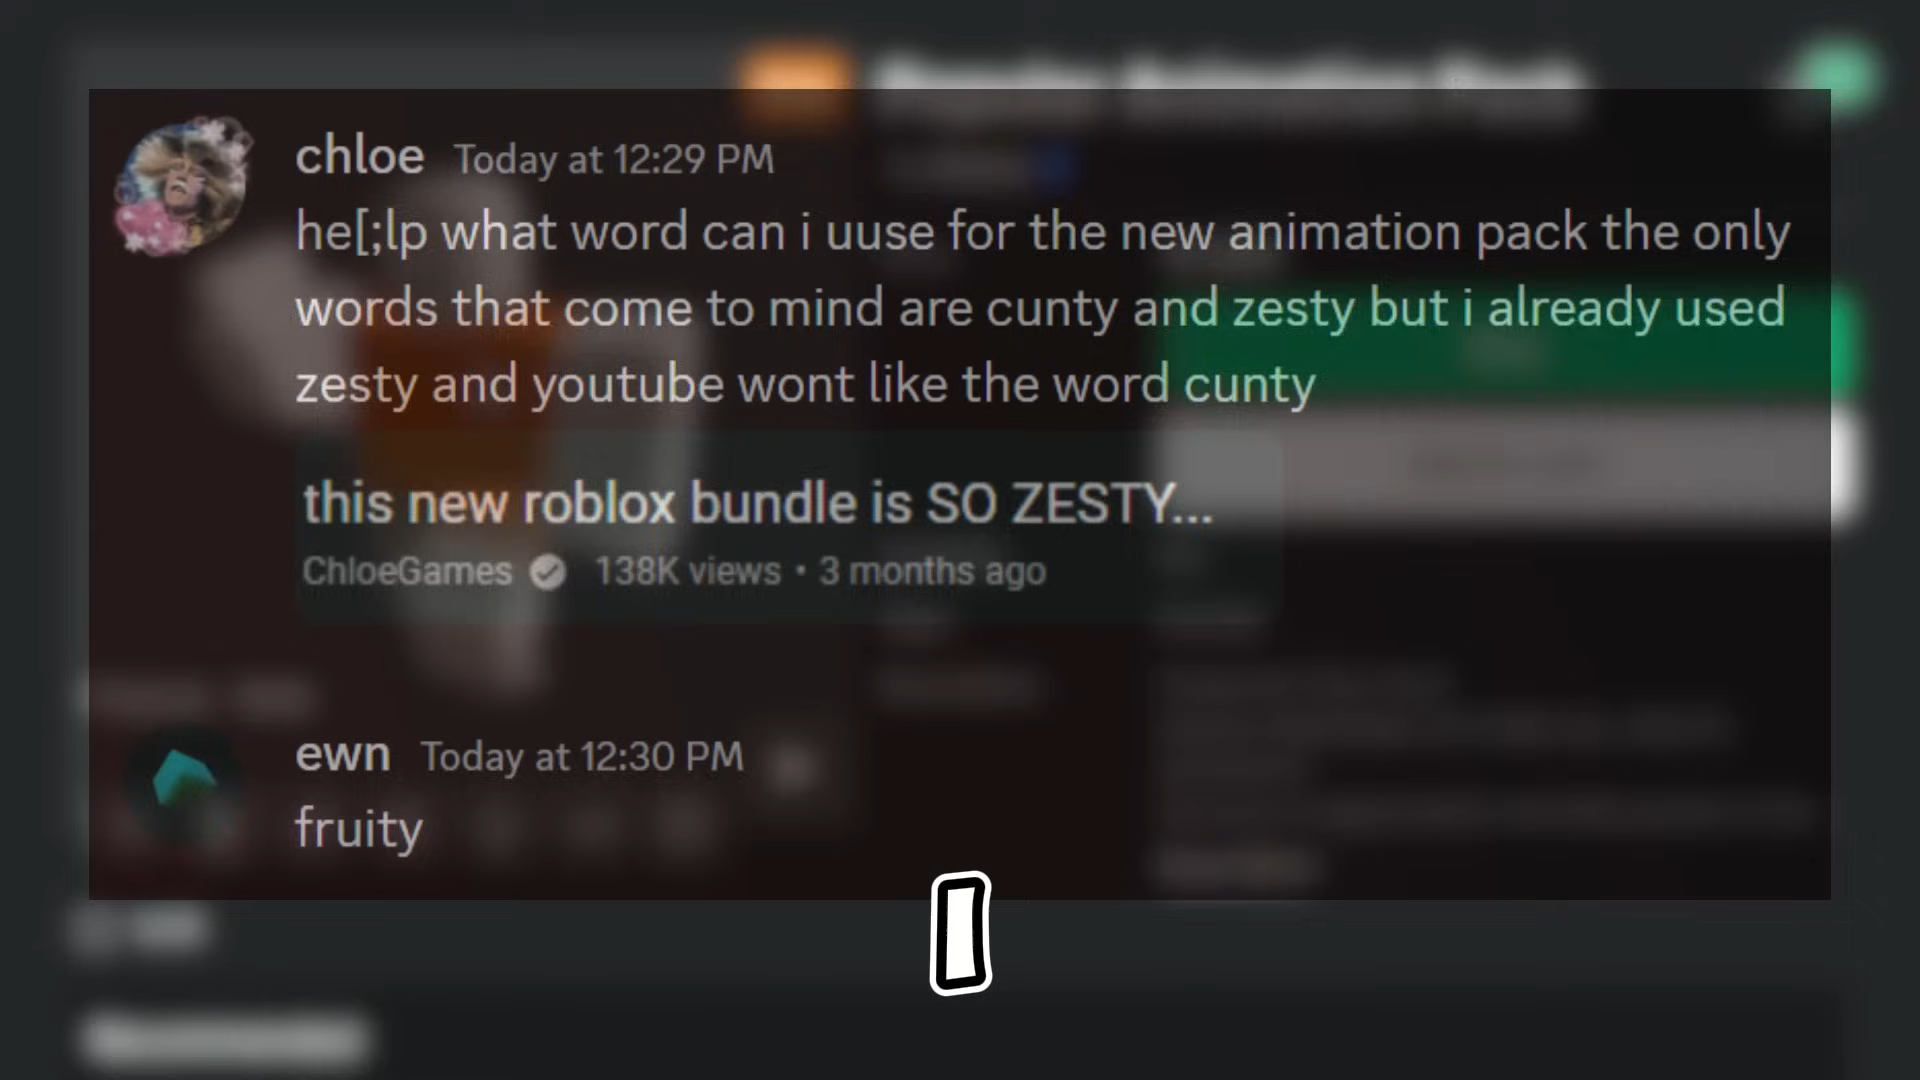 chloe Today at 12:29 PM
he[;lp what word can i uuse for the new animation pack the only
words that come to mind are cunty and zesty but i already used
zesty and youtube wont like the word cunty
this new roblox bundle is SO ZESTY...
ChloeGames 138K views • 3 months ago
ewn Today at 12:30 PM
fruity
I